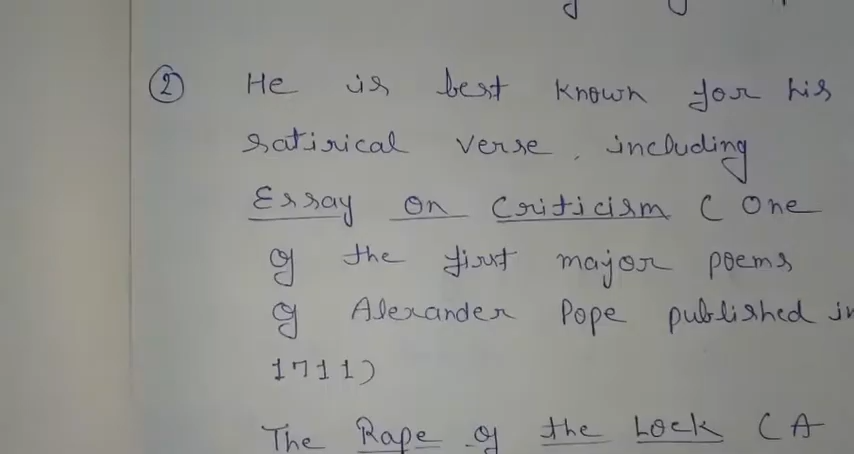 ② He is best known for his
satirical verse, including
Essay on Criticism ( One
of the first major poems
of Alexander Pope published in
1711)
The Rape of the Lock ( A